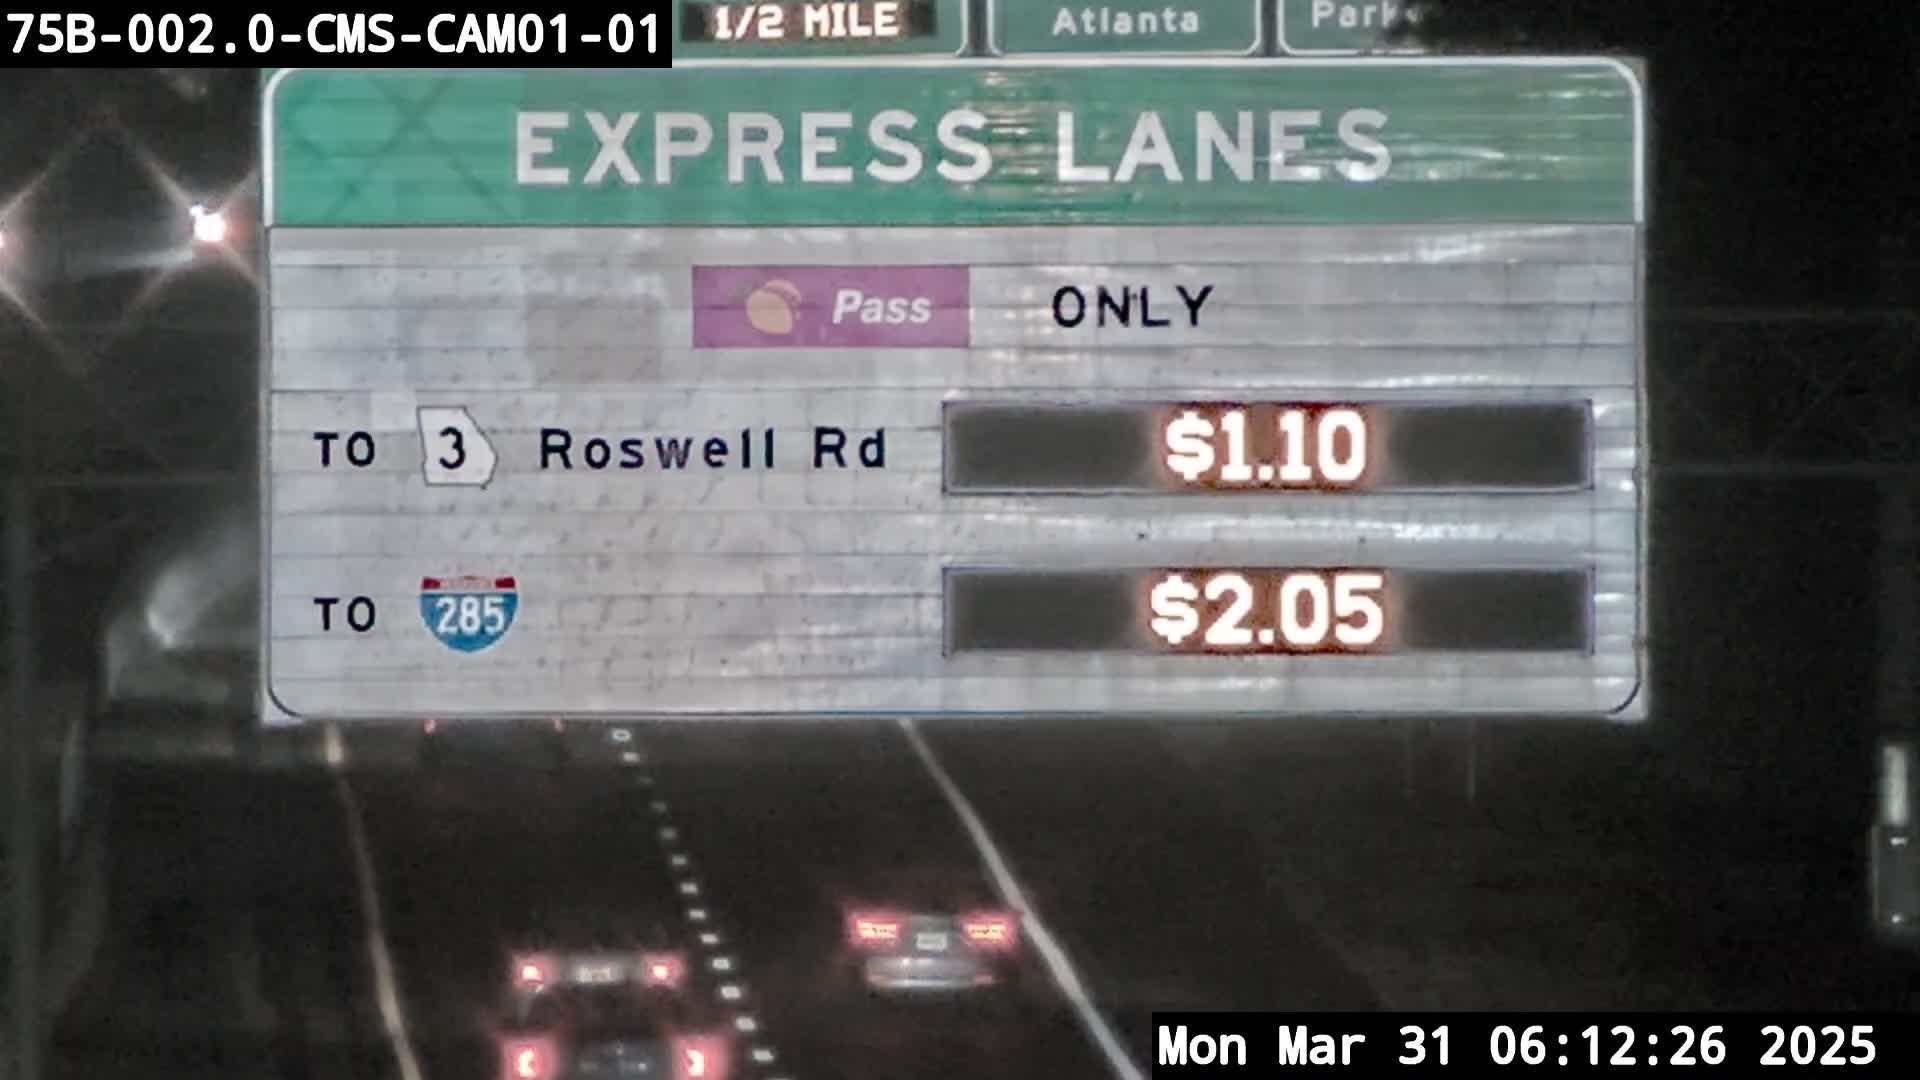 75B-002.0-CMS-CAM01-01
1/2 MILE
Atlanta
EXPRESS LANES
Pass ONLY
TO 3 Roswell Rd $1.10
TO 285 $2.05
Mon Mar 31 06:12:26 2025